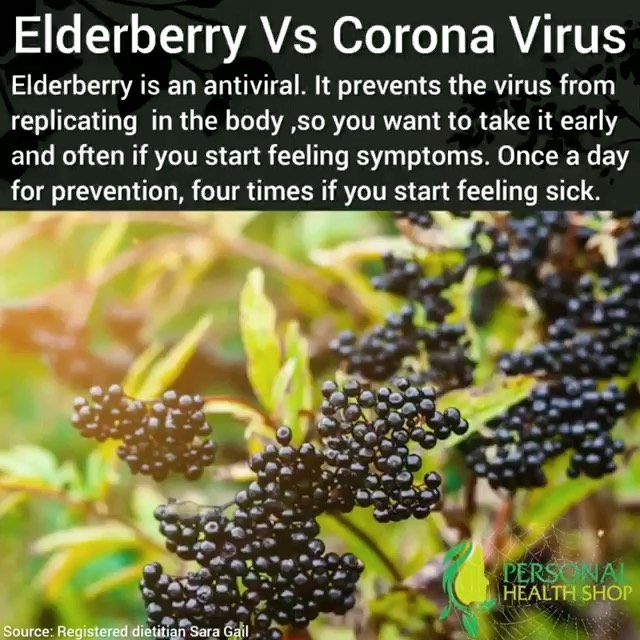 Elderberry Vs Corona Virus
Elderberry is an antiviral. It prevents the virus from
replicating  in the body ,so you want to take it early
and often if you start feeling symptoms. Once a day
for prevention, four times if you start feeling sick.
PERSONAL
HEALTH SHOP
Source: Registered dietitian Sara Gail